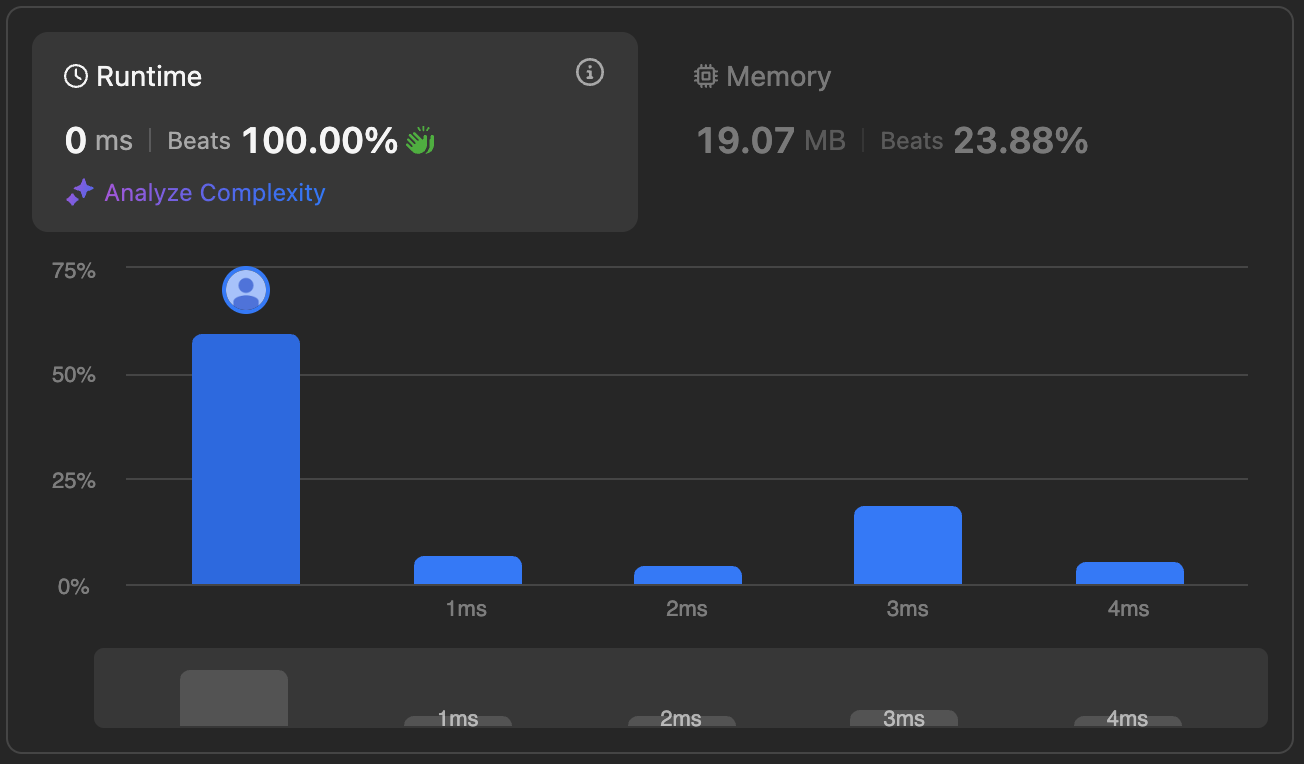 Runtime
0 ms | Beats 100.00%
Analyze Complexity
Memory
19.07 MB | Beats 23.88%
75%
50%
25%
0%
1ms 2ms 3ms 4ms
1ms 2ms 3ms 4ms